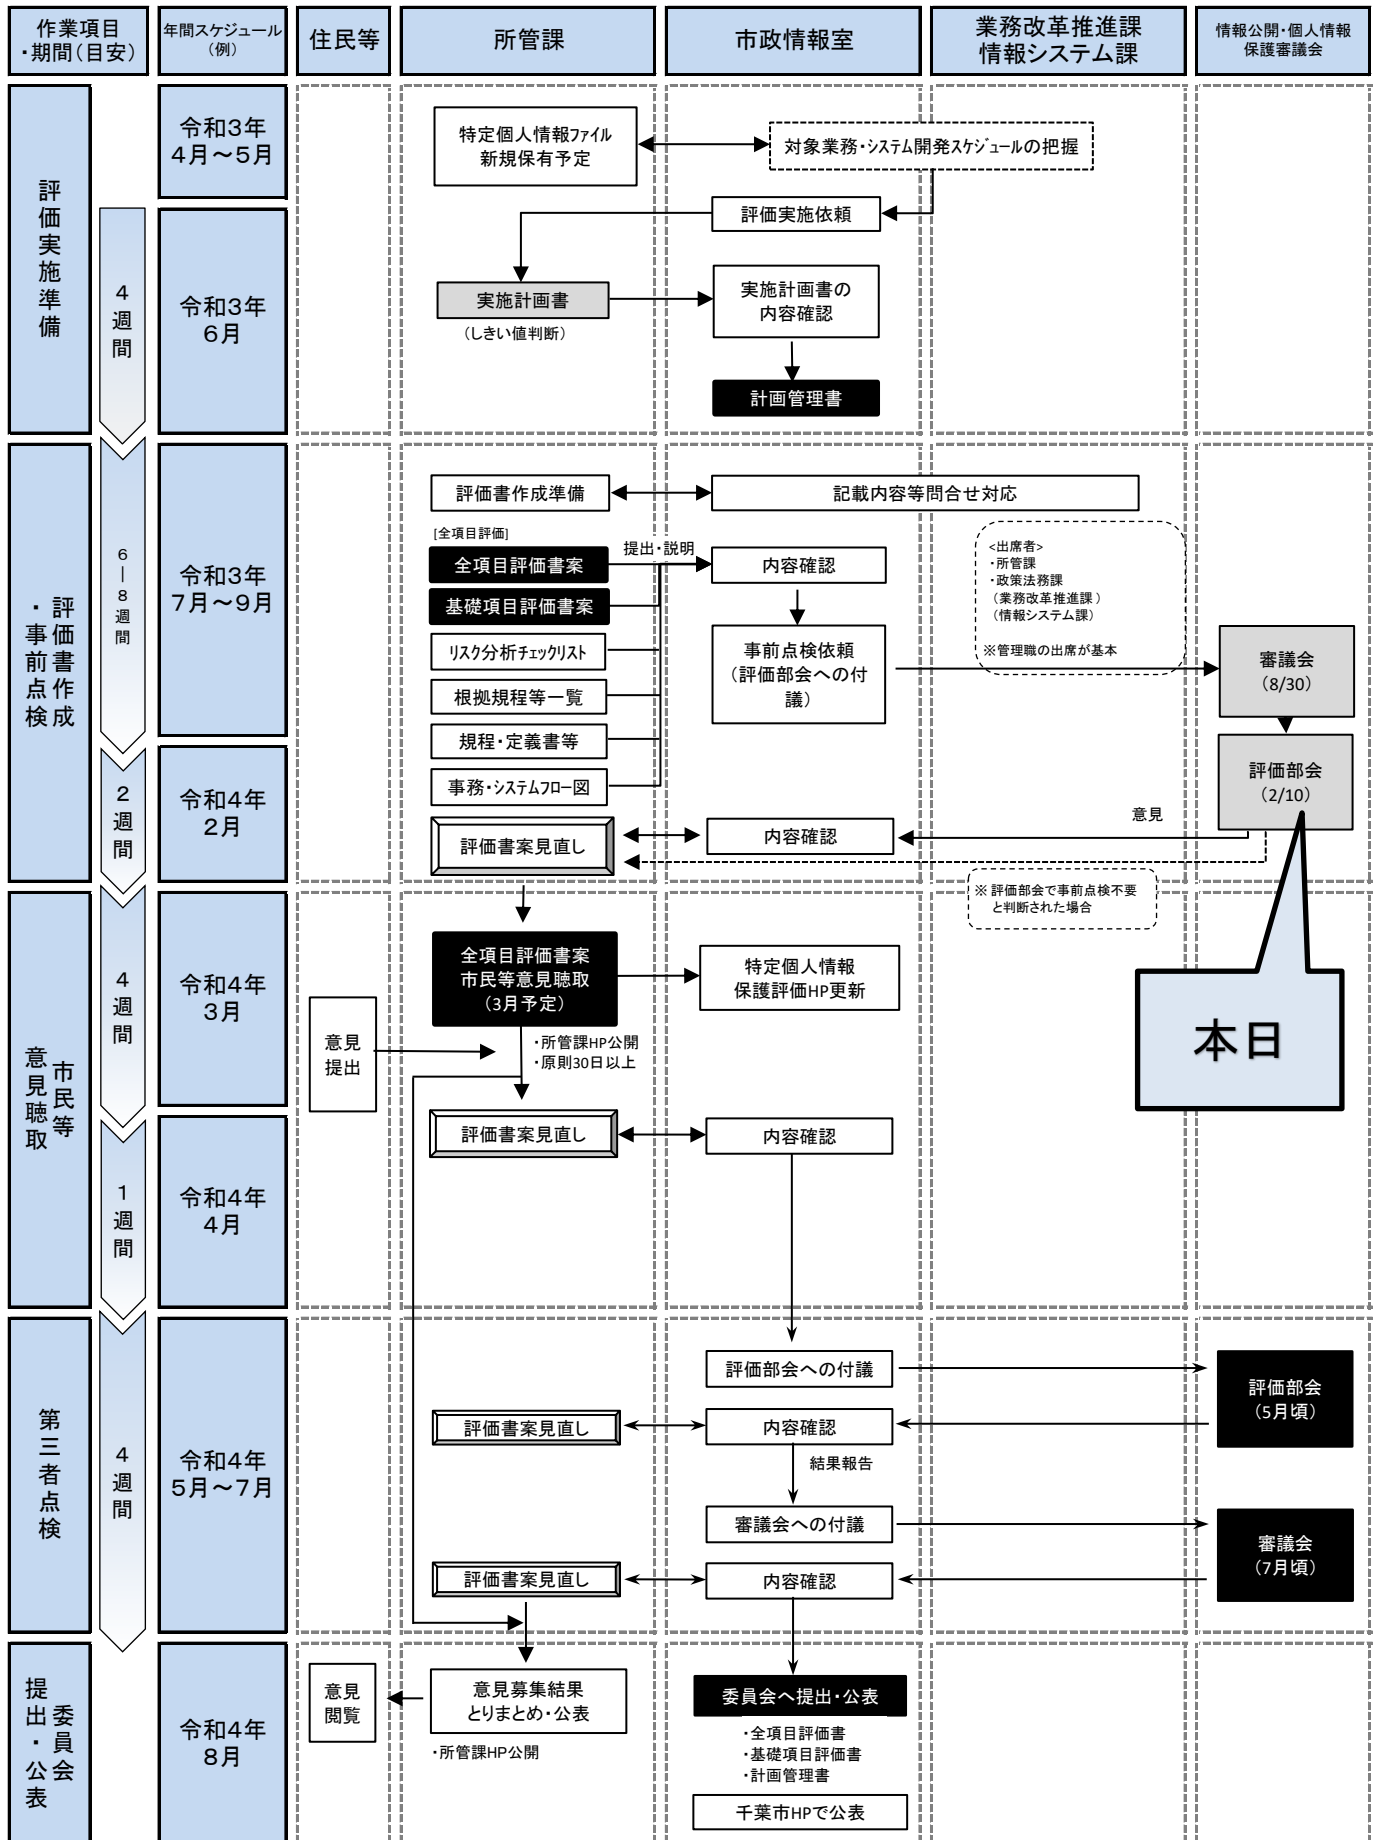 作業項目
・期間(目安)
年間スケジュール
(例)
住民等
所管課
市政情報室
業務改革推進課
情報システム課
情報公開・個人情報
保護審議会
評価実施準備
4週間
令和3年
4月～5月
特定個人情報ファイル
新規保有予定
対象業務・システム開発スケジュールの把握
令和3年
6月
評価実施依頼
実施計画書
(しきい値判断)
実施計画書の
内容確認
計画管理書
評価書作成
・事前点検
6|8週間
令和3年
7月～9月
評価書作成準備
記載内容等問合せ対応
[全項目評価]
全項目評価書案
提出・説明
内容確認
基礎項目評価書案
リスク分析チェックリスト
根拠規程等一覧
規程・定義書等
事務・システムフロー図
事前点検依頼
(評価部会への付
議)
<出席者>
・所管課
・政策法務課
(業務改革推進課)
(情報システム課)
※管理職の出席が基本
審議会
(8/30)
2週間
令和4年
2月
評価部会
(2/10)
評価書案見直し
内容確認
意見
※評価部会で事前点検不要
と判断された場合
本日
市民等
意見聴取
4週間
令和4年
3月
全項目評価書案
市民等意見聴取
(3月予定)
特定個人情報
保護評価HP更新
意見
提出
・所管課HP公開
・原則30日以上
1週間
令和4年
4月
評価書案見直し
内容確認
第三者点検
4週間
令和4年
5月～7月
評価部会への付議
評価部会
(5月頃)
評価書案見直し
内容確認
結果報告
審議会への付議
審議会
(7月頃)
評価書案見直し
内容確認
委員会
提出・公表
令和4年
8月
意見
閲覧
意見募集結果
とりまとめ・公表
・所管課HP公開
委員会へ提出・公表
・全項目評価書
・基礎項目評価書
・計画管理書
千葉市HPで公表